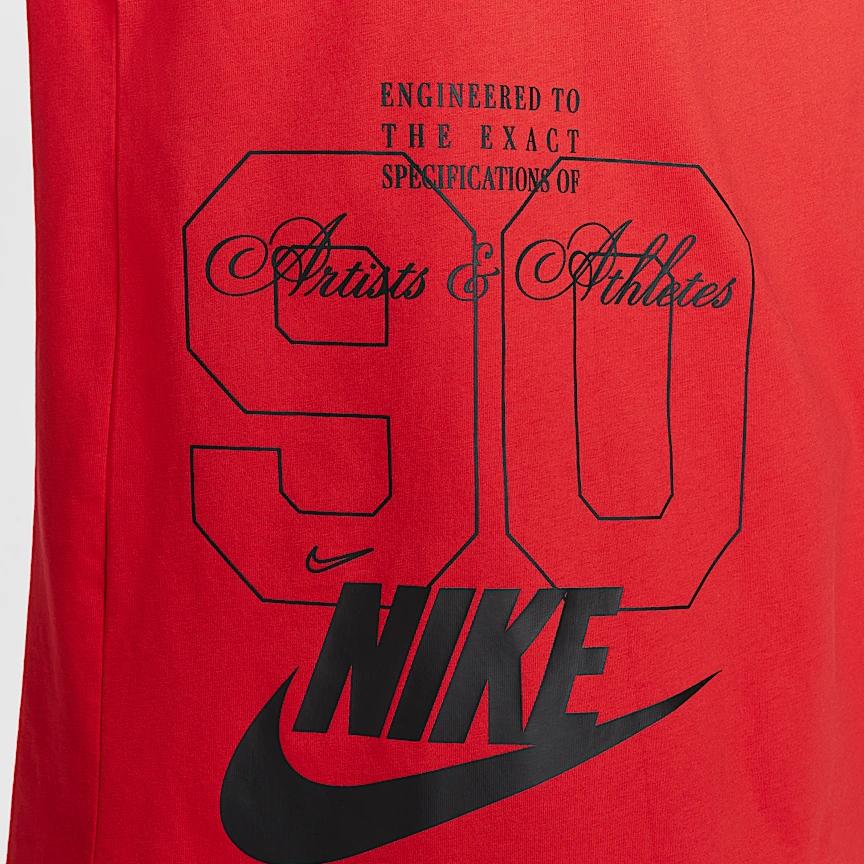 ENGINEERED TO
THE EXACT
SPECIFICATIONS OF
Artists & Athletes
90
NIKE